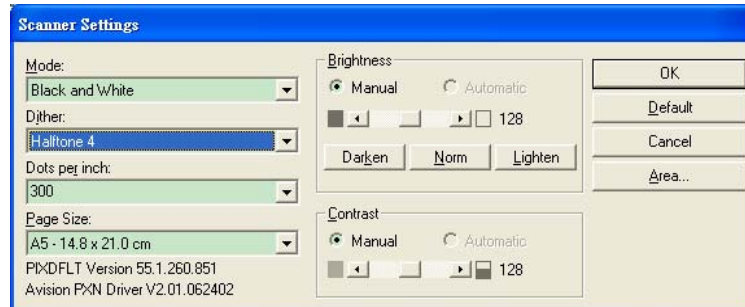 Scanner Settings
Mode:
Black and White
Dither:
Halftone 4
Dots per inch:
300
Page Size:
A5 - 14.8 x 21.0 cm
PIXDFLT Version 55.1.260.851
Avision PXN Driver V2.01.062402
Brightness
Manual
Automatic
128
Darken
Norm
Lighten
Contrast
Manual
Automatic
128
OK
Default
Cancel
Area...